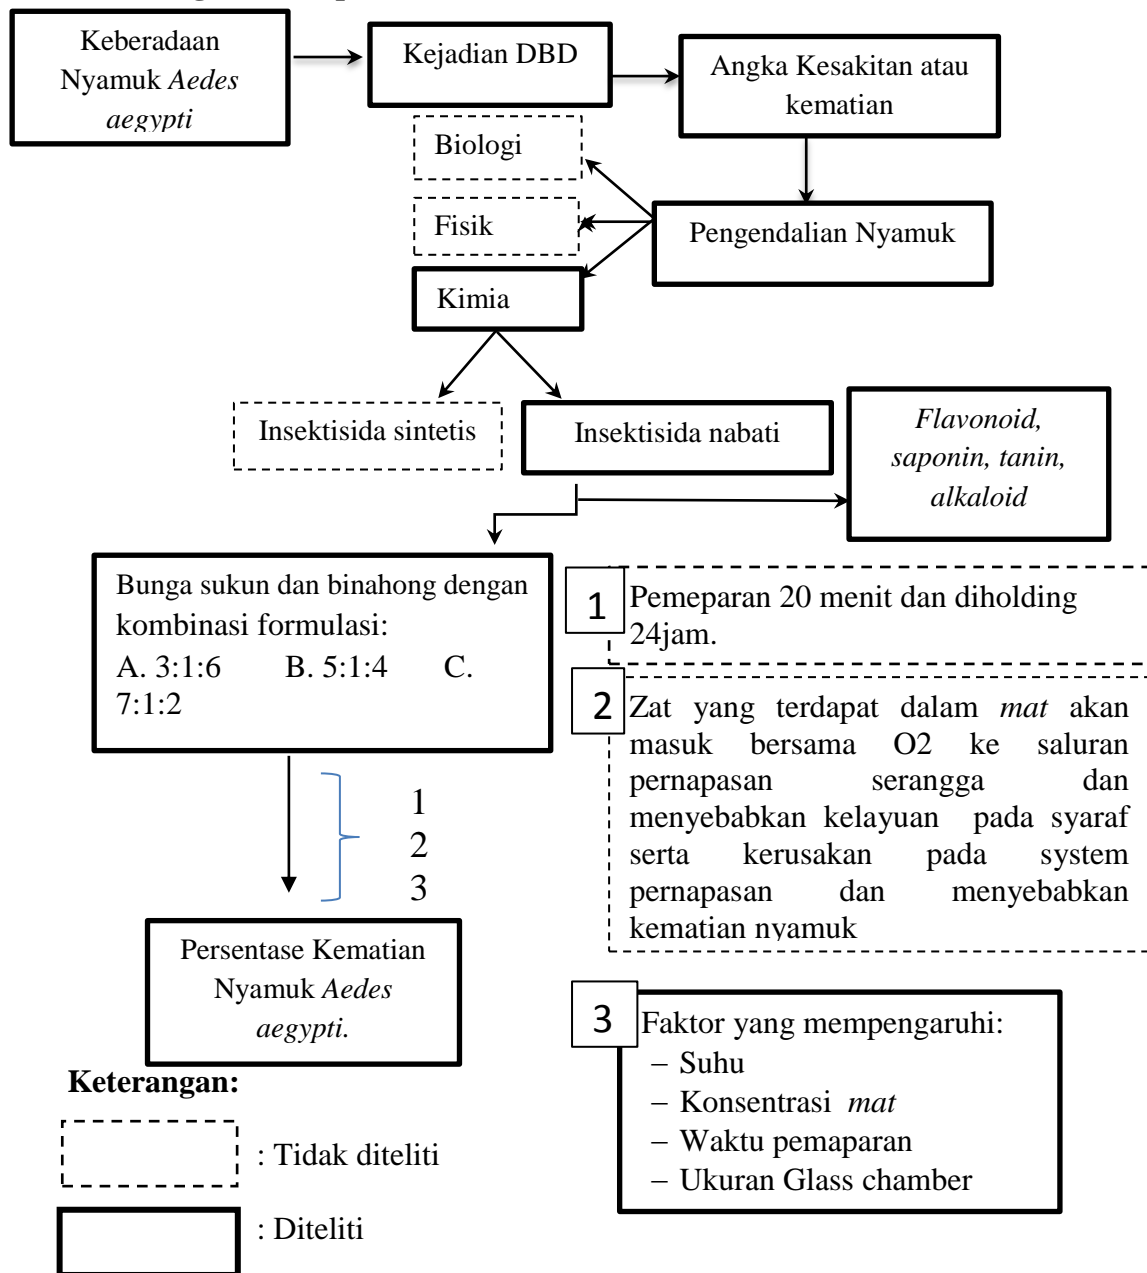 Keberadaan
Nyamuk Aedes
aegypti
Kejadian DBD
Angka Kesakitan atau
kematian
Biologi
Fisik
Pengendalian Nyamuk
Kimia
Insektisida sintetis
Insektisida nabati
Flavonoid,
saponin, tanin,
alkaloid
Bunga sukun dan binahong dengan
kombinasi formulasi:
A. 3:1:6 B. 5:1:4 C.
7:1:2
1
2
3
Persentase Kematian
Nyamuk Aedes
aegypti.
1
Pemeparan 20 menit dan diholding
24jam.
2
Zat yang terdapat dalam mat akan
masuk bersama O2 ke saluran
pernapasan serangga dan
menyebabkan kelayuan pada syaraf
serta kerusakan pada system
pernapasan dan menyebabkan
kematian nyamuk
3
Faktor yang mempengaruhi:
– Suhu
– Konsentrasi mat
– Waktu pemaparan
– Ukuran Glass chamber
Keterangan:
: Tidak diteliti
: Diteliti